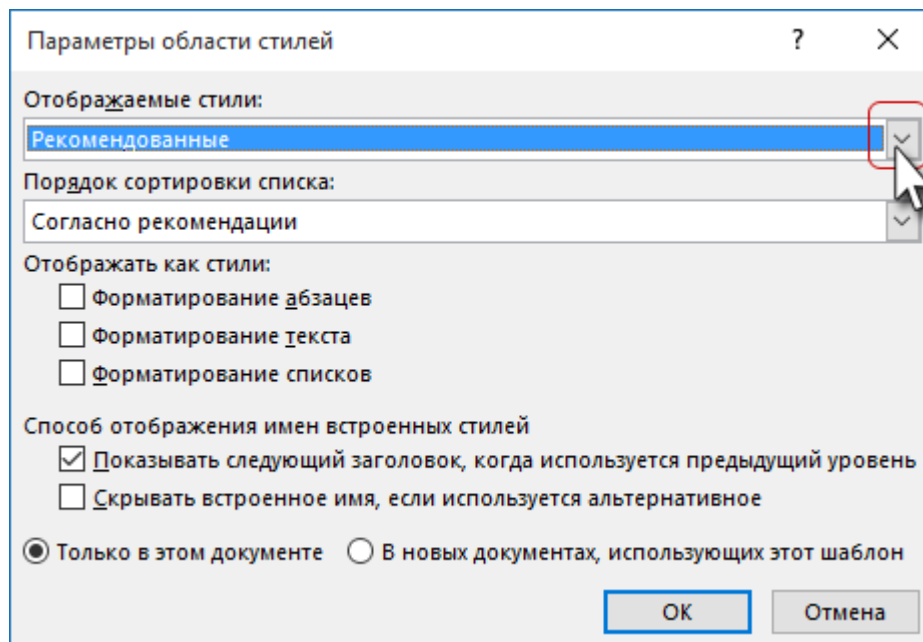 Параметры области стилей ?
Отображаемые стили:
Рекомендованные
Порядок сортировки списка:
Согласно рекомендации
Отображать как стили:
Форматирование абзацев
Форматирование текста
Форматирование списков
Способ отображения имен встроенных стилей
Показывать следующий заголовок, когда используется предыдущий уровень
Скрывать встроенное имя, если используется альтернативное
Только в этом документе В новых документах, использующих этот шаблон
ОК Отмена